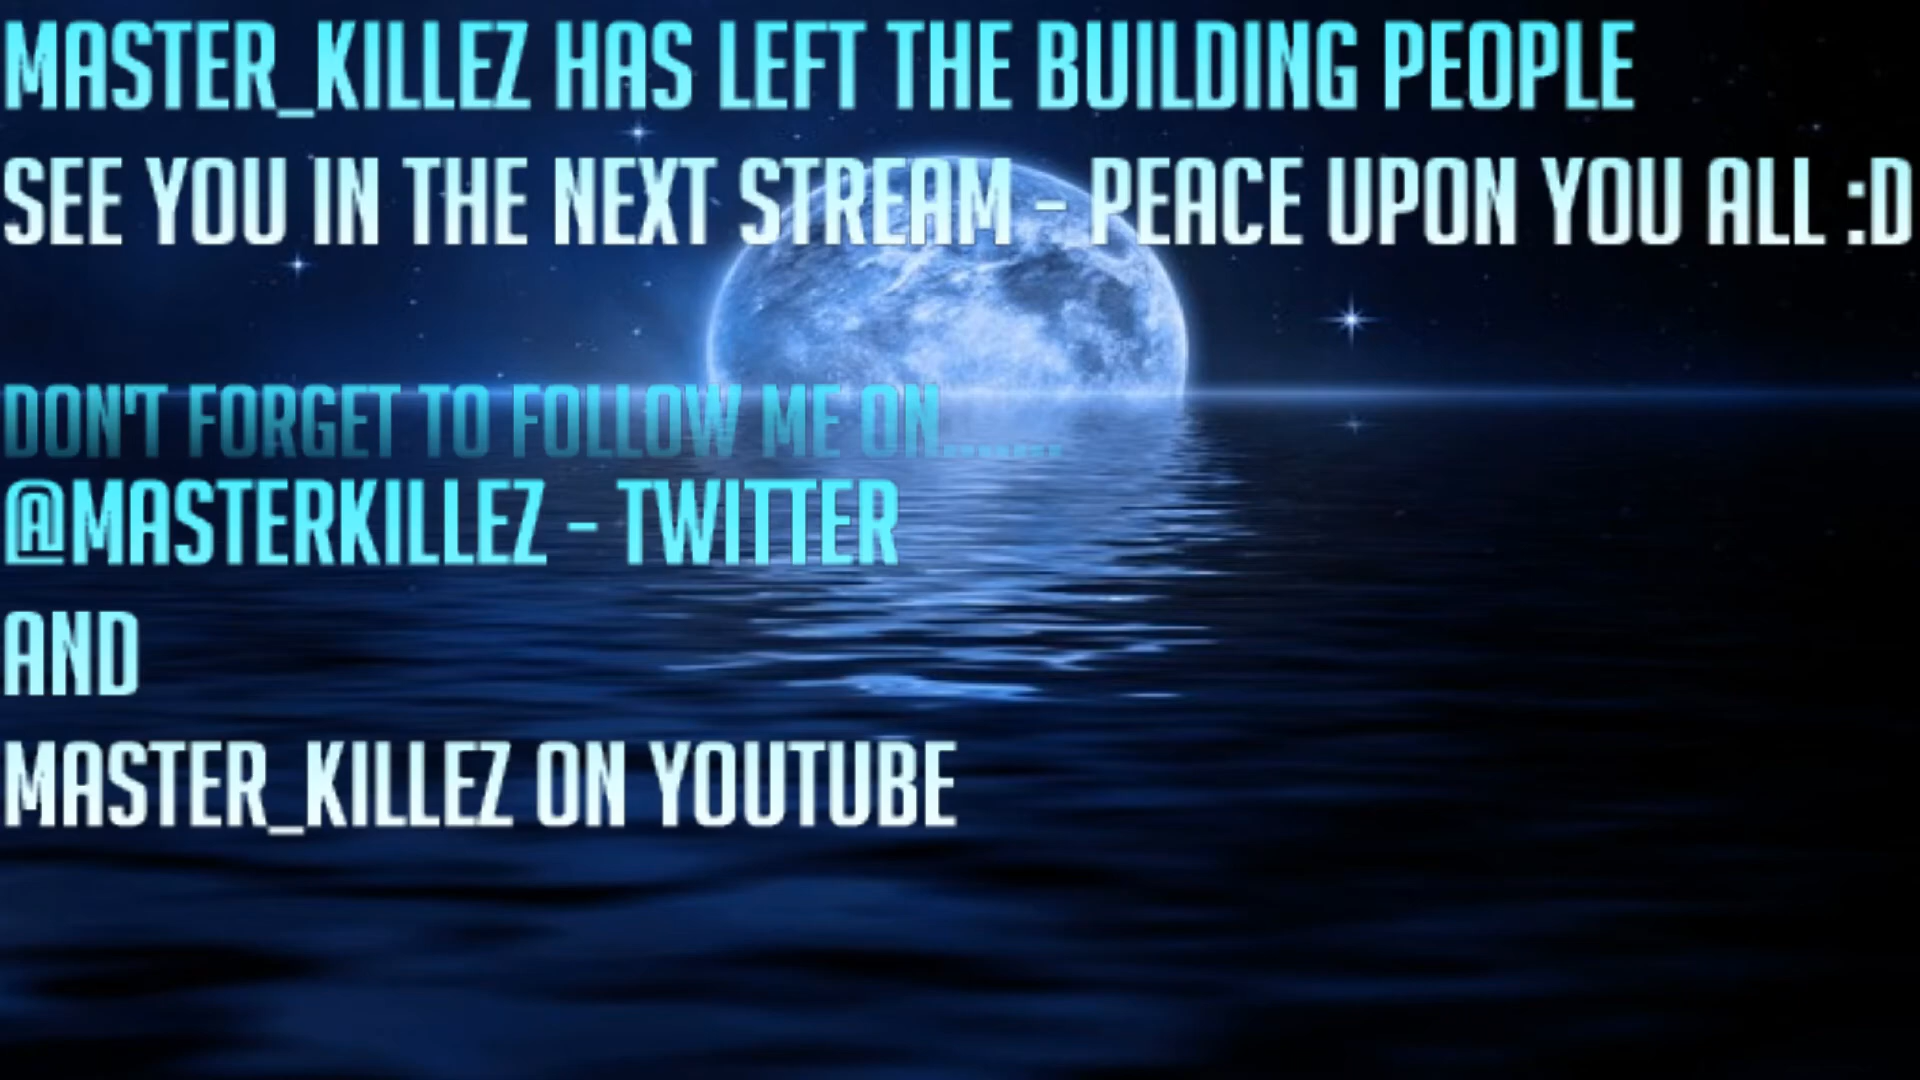 MASTER_KILLEZ HAS LEFT THE BUILDING PEOPLE
SEE YOU IN THE NEXT STREAM - PEACE UPON YOU ALL :D
DON'T FORGET TO FOLLOW ME ON.......
@MASTERKILLEZ - TWITTER
AND
MASTER_KILLEZ ON YOUTUBE